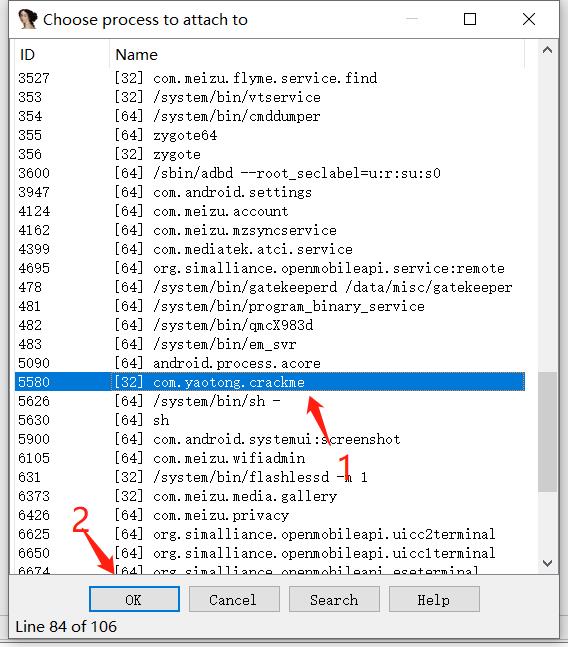 Choose process to attach to
ID Name
3527 [32] com.meizu.flyme.service.find
353 [32] /system/bin/vtservice
354 [64] /system/bin/cmddumper
355 [64] zygote64
356 [32] zygote
3600 [64] /sbin/adbd --root_seclabel=u:r:su:s0
3947 [64] com.android.settings
4124 [64] com.meizu.account
4162 [64] com.meizu.mzsyncservice
4399 [64] com.mediatek.atci.service
4695 [64] org.simalliance.openmobileapi.service:remote
478 [64] /system/bin/gatekeeperd /data/misc/gatekeeper
481 [64] /system/bin/program_binary_service
482 [64] /system/bin/qmcX983d
483 [64] /system/bin/em_svr
5090 [64] android.process.acore
5580 [32] com.yaotong.crackme
5626 [64] /system/bin/sh -
5630 [64] sh
5900 [64] com.android.systemui:screenshot
6105 [64] com.meizu.wifiadmin
1
631 [32] /system/bin/flashlessd -n 1
6373 [32] com.meizu.media.gallery
6426 [64] com.meizu.privacy
2
6625 [64] org.simalliance.openmobileapi.uicc2terminal
6650 [64] org.simalliance.openmobileapi.uicc1terminal
6674 [64] org.simalliance.openmobileapi.eseterminal
OK Cancel Search Help
Line 84 of 106